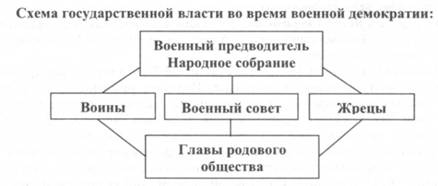 Схема государственной власти во время военной демократии:
Военный предводитель
Народное собрание
Воины
Военный совет
Жрецы
Главы родового
общества